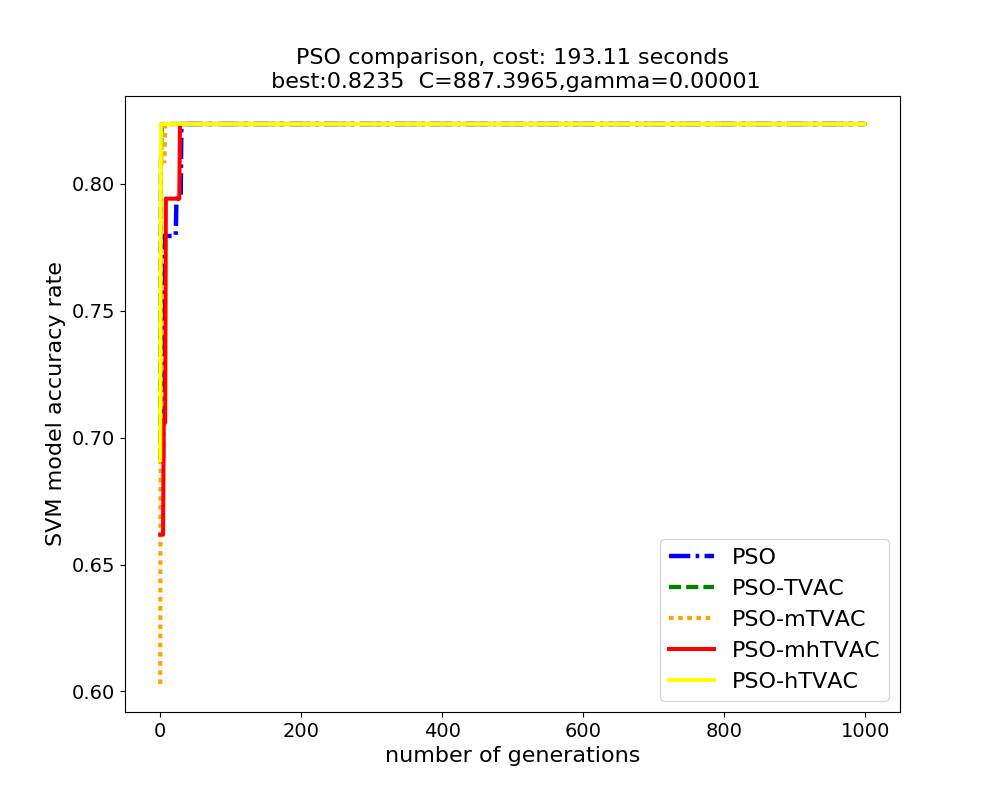 PSO comparison, cost: 193.11 seconds
best:0.8235  C=887.3965,gamma=0.00001
SVM model accuracy rate
0.80
0.75
0.70
0.65
0.60
0
200
400
600
800
1000
number of generations
PSO
PSO-TVAC
PSO-mTVAC
PSO-mhTVAC
PSO-hTVAC